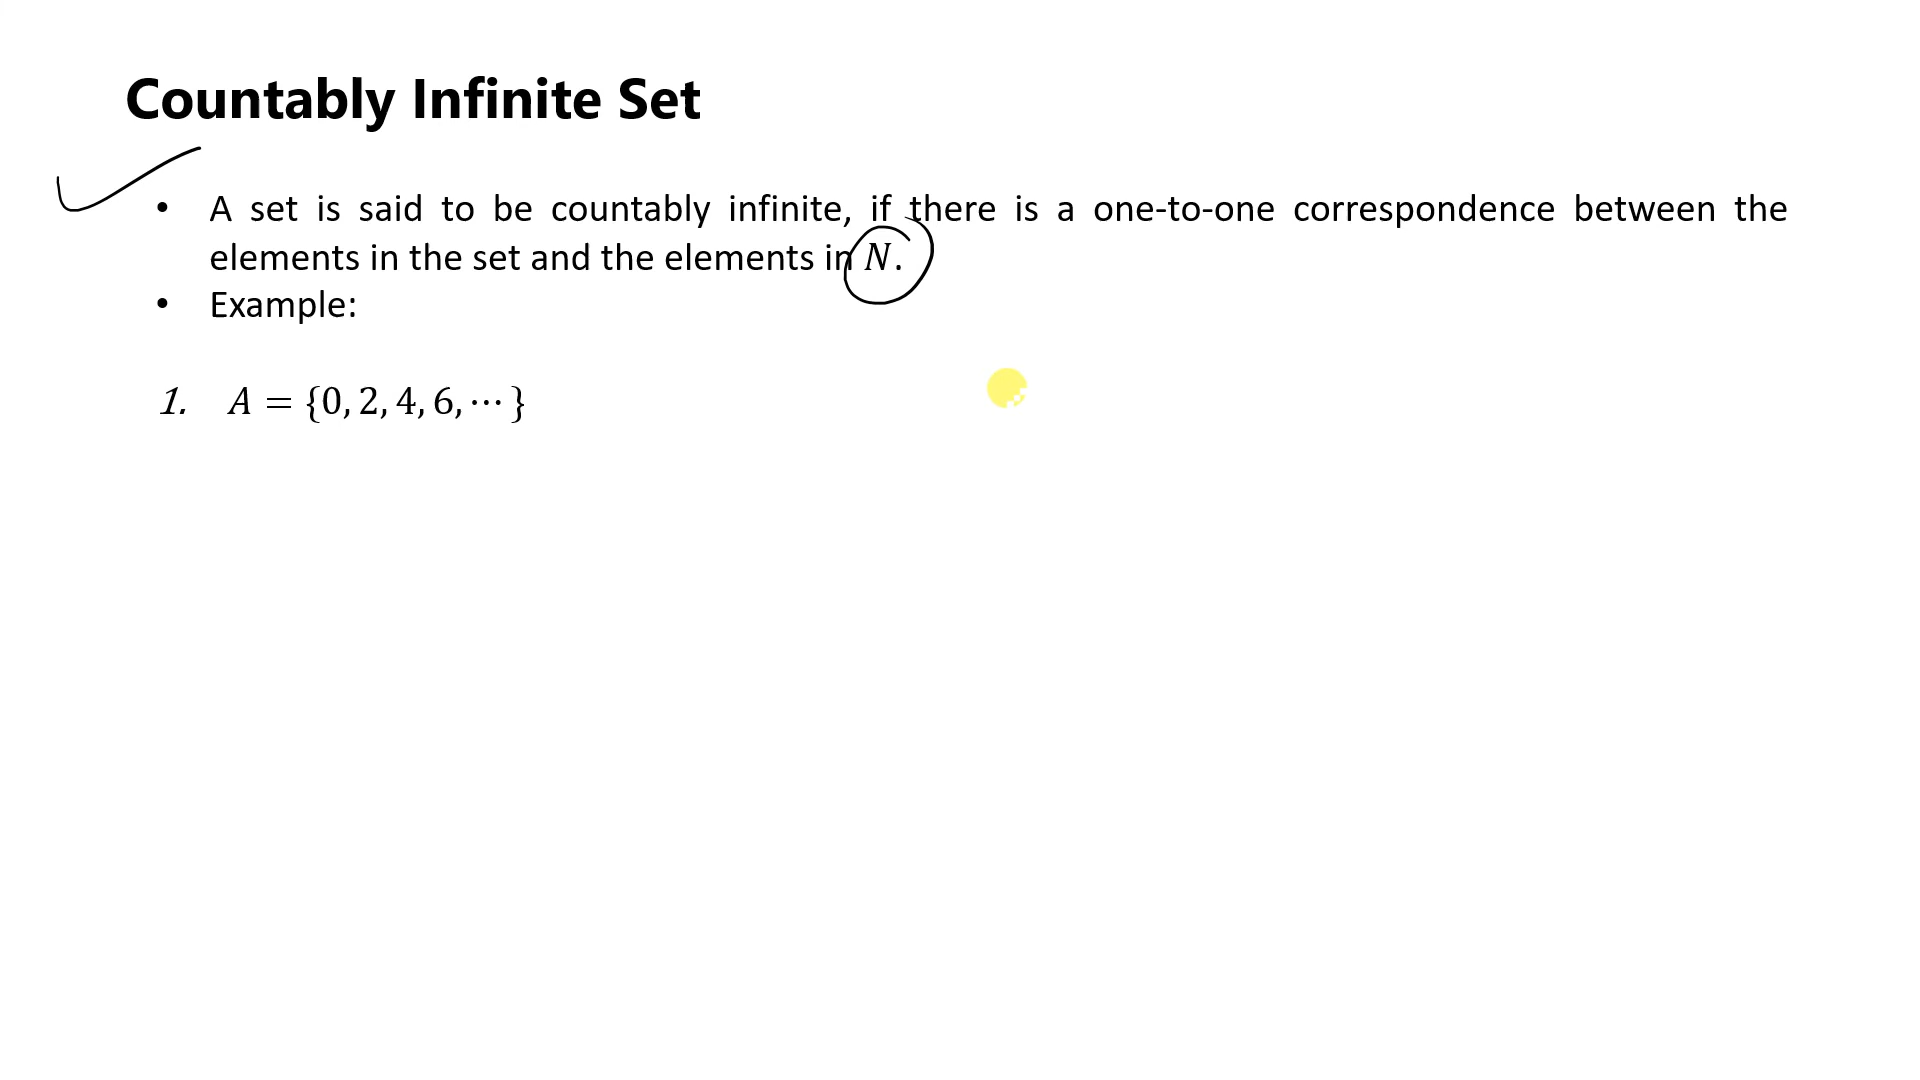 Countably Infinite Set
• A set is said to be countably infinite, if there is a one-to-one correspondence between the
elements in the set and the elements in N.
• Example:
1. A = {0, 2, 4, 6, ⋯ }